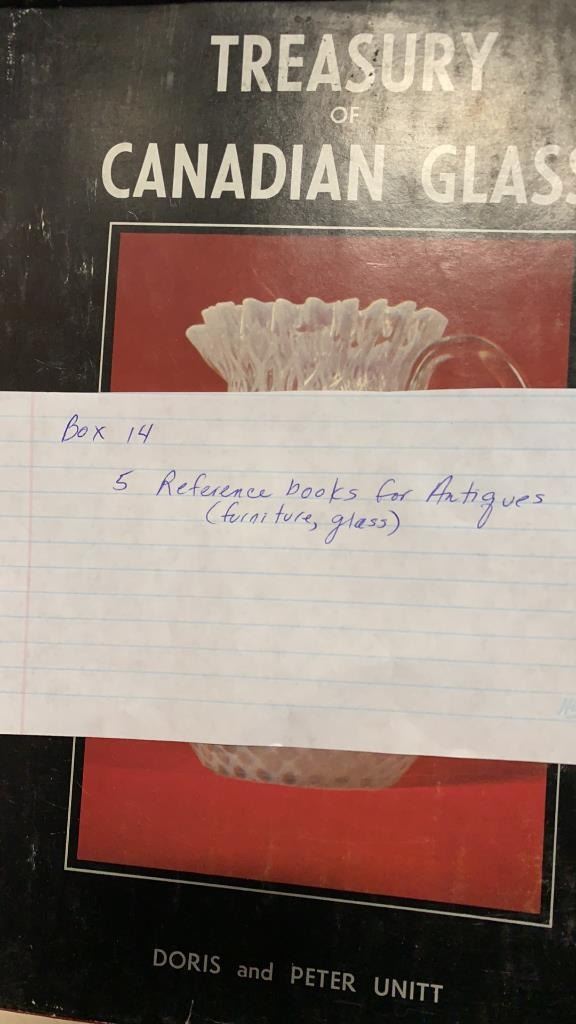 TREASURY
OF
CANADIAN GLASS
Box 14
5 Reference books for Antiques
(furniture, glass)
DORIS and PETER UNITT